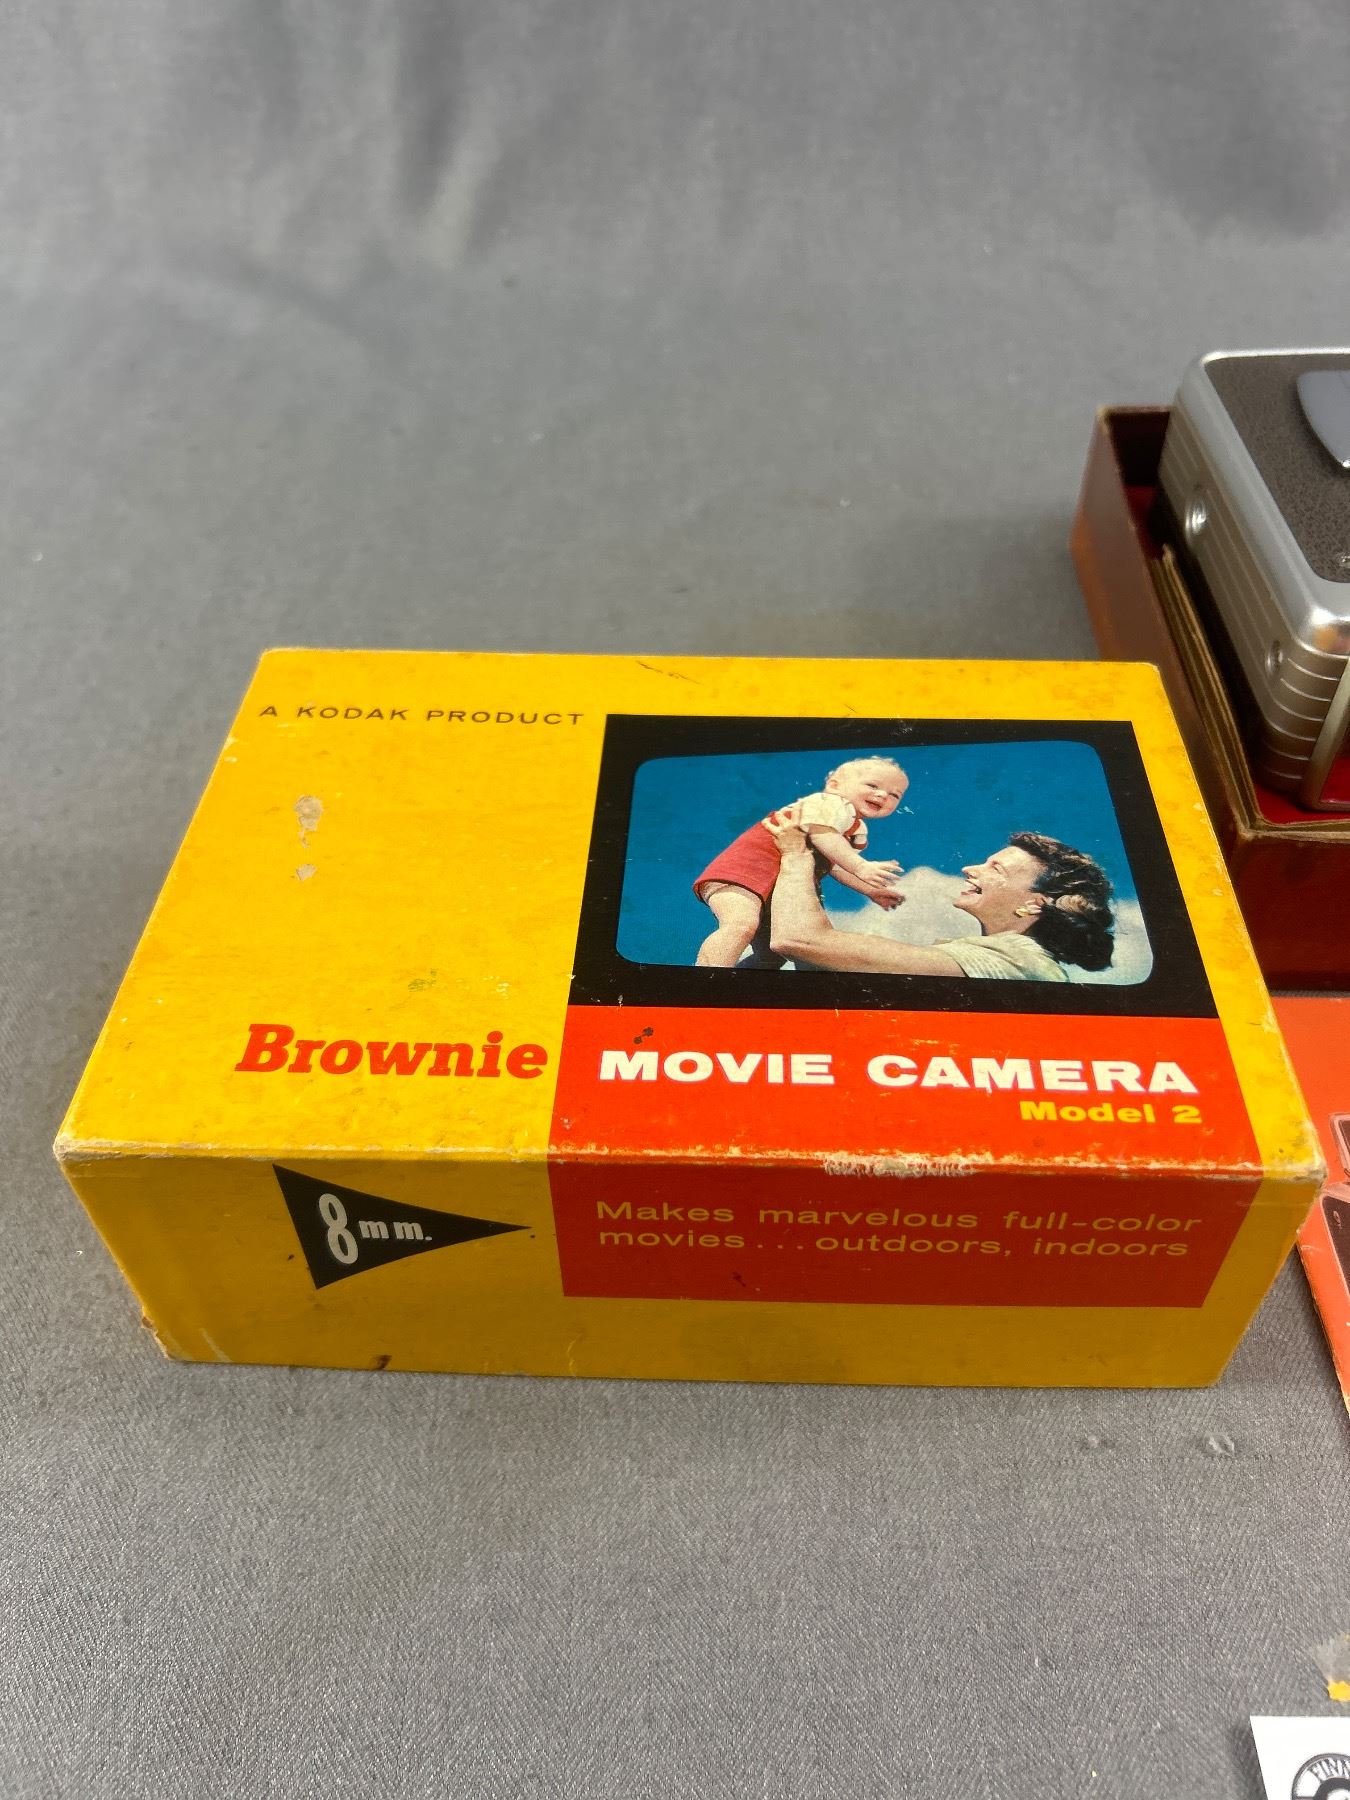 A KODAK PRODUCT
Brownie MOVIE CAMERA
Model 2
8mm.
Makes marvelous full-color
movies...outdoors, indoors